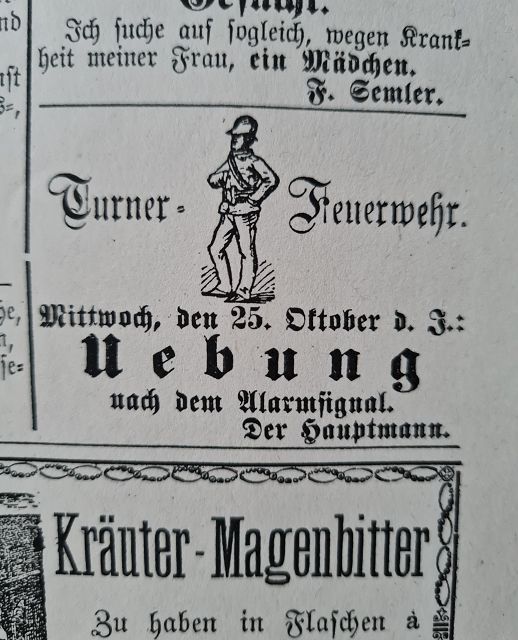 Gesucht.
Ich suche auf sogleich, wegen Krank=
heit meiner Frau, ein Mädchen.
F. Semler.
Turner= Feuerwehr.
Mittwoch, den 25. Oktober d. J.:
Uebung
nach dem Alarmsignal.
Der Hauptmann.
Kräuter-Magenbitter
Zu haben in Flaschen à